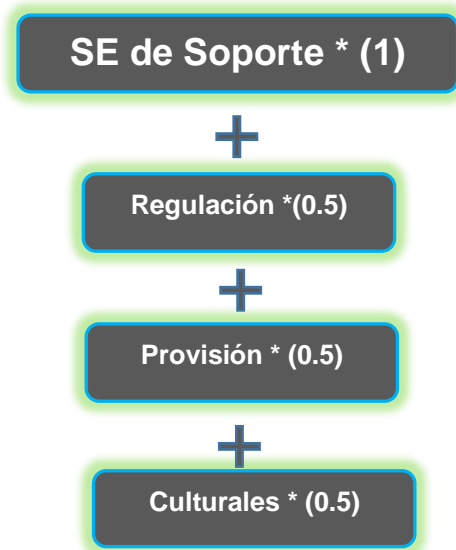 SE de Soporte * (1)
+
Regulación *(0.5)
+
Provisión * (0.5)
+
Culturales * (0.5)